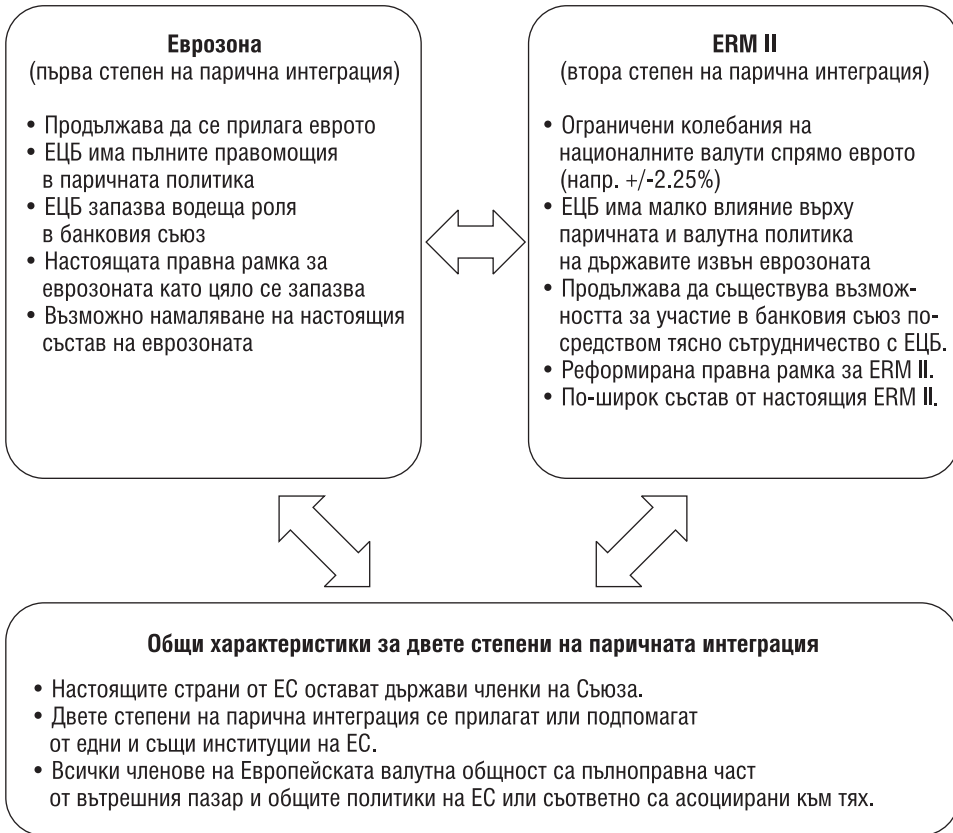 Еврозона
(първа степен на парична интеграция)
• Продължава да се прилага еврото
• ЕЦБ има пълните правомощия
в паричната политика
• ЕЦБ запазва водеща роля
в банковия съюз
• Настоящата правна рамка за
еврозоната като цяло се запазва
• Възможно намаляване на настоящия
състав на еврозоната
ERM II
(втора степен на парична интеграция)
• Ограничени колебания на
националните валути спрямо еврото
(напр. +/-2.25%)
• ЕЦБ има малко влияние върху
паричната и валутна политика
на държавите извън еврозоната
• Продължава да съществува възмож-
ността за участие в банковия съюз по-
средством тясно сътрудничество с ЕЦБ.
• Реформирана правна рамка за ERM II.
• По-широк състав от настоящия ERM II.
Общи характеристики за двете степени на паричната интеграция
• Настоящите страни от ЕС остават държави членки на Съюза.
• Двете степени на парична интеграция се прилагат или подпомагат
от едни и същи институции на ЕС.
• Всички членове на Европейската валутна общност са пълноправна част
от вътрешния пазар и общите политики на ЕС или съответно са асоциирани към тях.